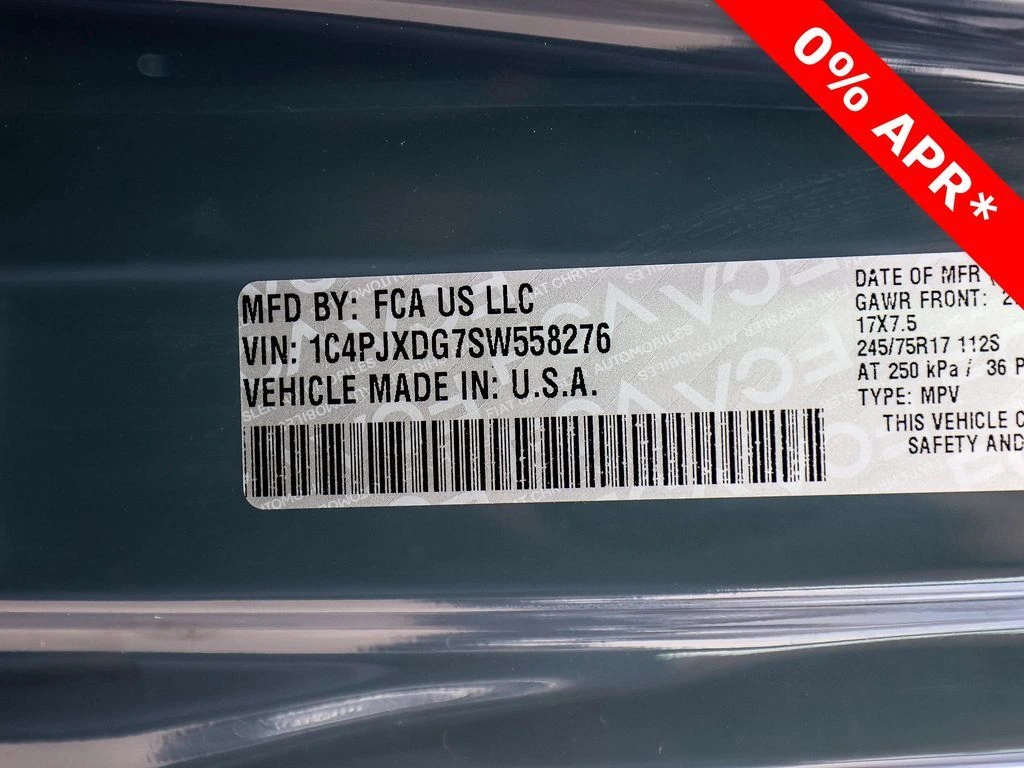 0% APR*
MFD BY: FCA US LLC
VIN: 1C4PJXDG7SW558276
VEHICLE MADE IN: U.S.A.
DATE OF MFR
GAWR FRONT:
17X7.5
245/75R17 112S
AT 250 kPa / 36
TYPE: MPV
THIS VEHICLE
SAFETY AND